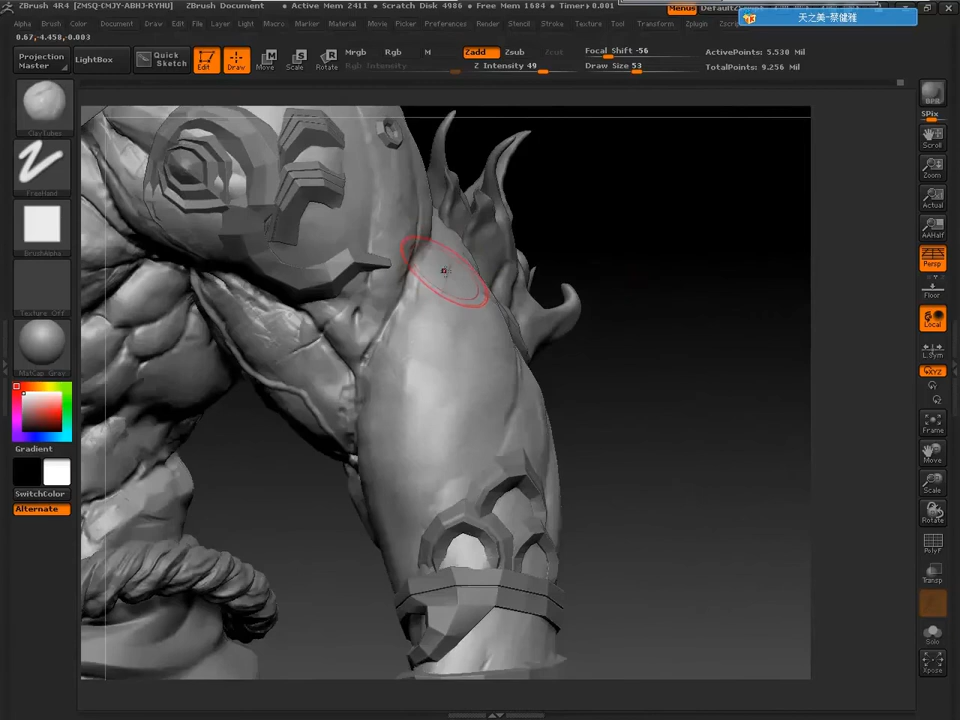 ZBrush 4R4 [ZMSQ-CMJY-ABHJ-RYHU] ZBrush Document ● Active Mem 2411 ● Scratch Disk 4986 ● Free Mem 1684 ● Timer▸0.001 Menus
天之美-蔡健雅
Alpha Brush Color Document Draw Edit File Layer Light Macro Marker Material Movie Picker Preferences Render Stencil Stroke Texture Tool Transform Zplugin
0.67,-4.458,-0.003
Projection Master
LightBox
Quick Sketch
Edit
Draw
Move
Scale
Rotate
Mrgb Rgb M
Rgb Intensity
Zadd Zsub Zcut
Z Intensity 49
Focal Shift -56
Draw Size 53
ActivePoints: 5.530 Mil
TotalPoints: 9.256 Mil
ClayTubes
FreeHand
BrushAlpha
Texture Off
MatCap Gray
Gradient
SwitchColor
Alternate
BPR
SPix
Scroll
Zoom
Actual
AAHalf
Persp
Floor
Local
L.Sym
XYZ
Frame
Move
Scale
Rotate
PolyF
Transp
Solo
Xpose